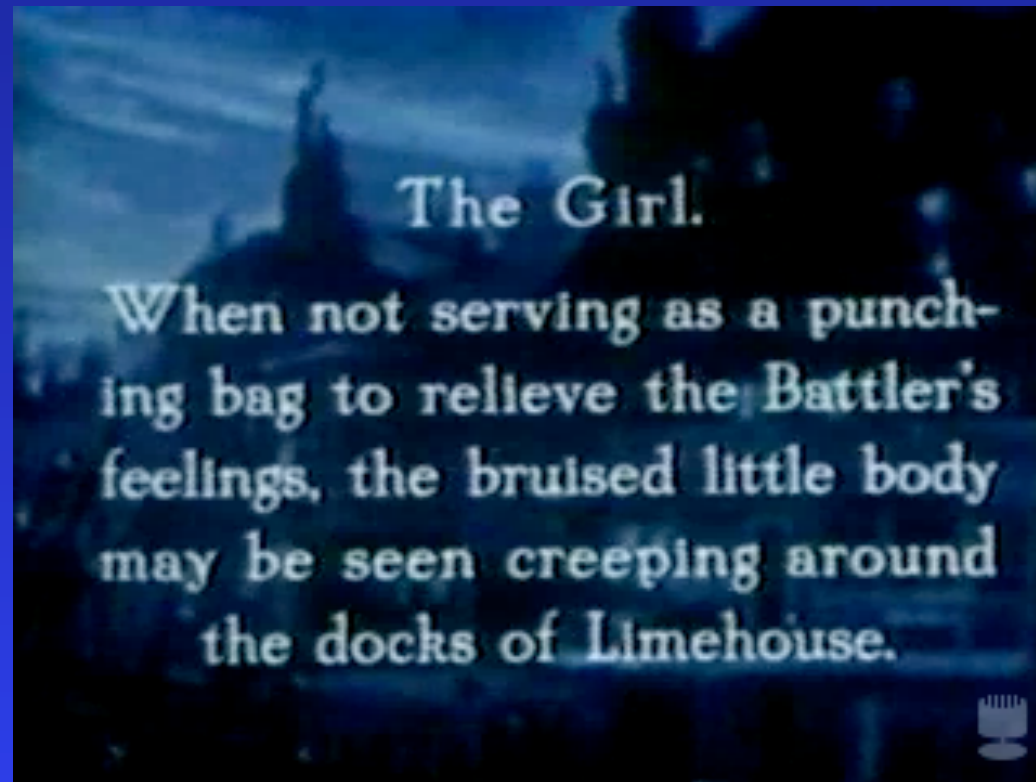 The Girl.
When not serving as a punch-
ing bag to relieve the Battler's
feelings, the bruised little body
may be seen creeping around
the docks of Limehouse.